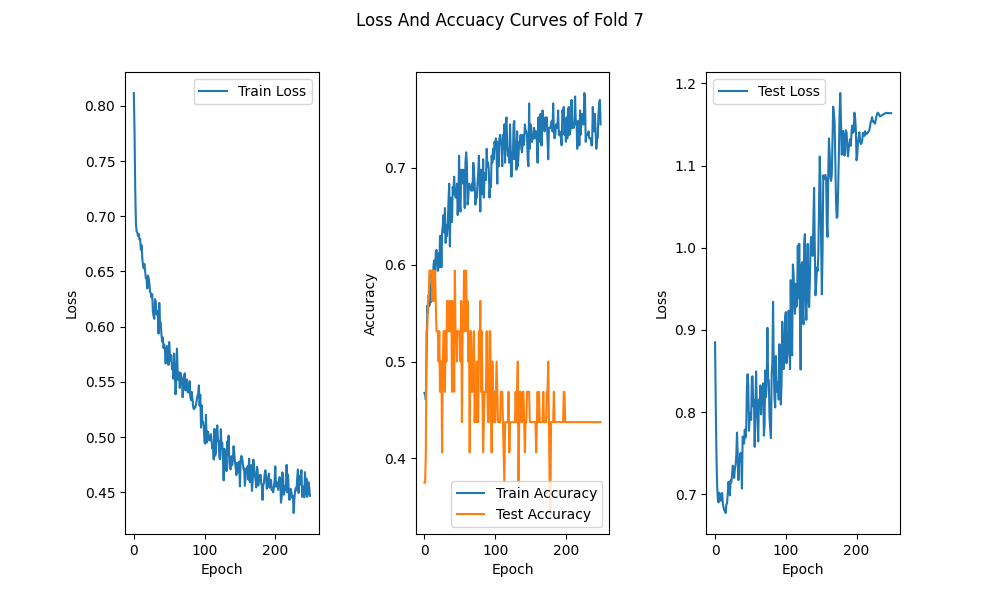 Loss And Accuacy Curves of Fold 7
Train Loss
0.80
0.75
0.70
0.65
0.60
0.55
0.50
0.45
Loss
0
100
200
Epoch
0.7
0.6
0.5
0.4
Accuracy
Train Accuracy
Test Accuracy
0
100
200
Epoch
Test Loss
1.2
1.1
1.0
0.9
0.8
0.7
Loss
0
100
200
Epoch